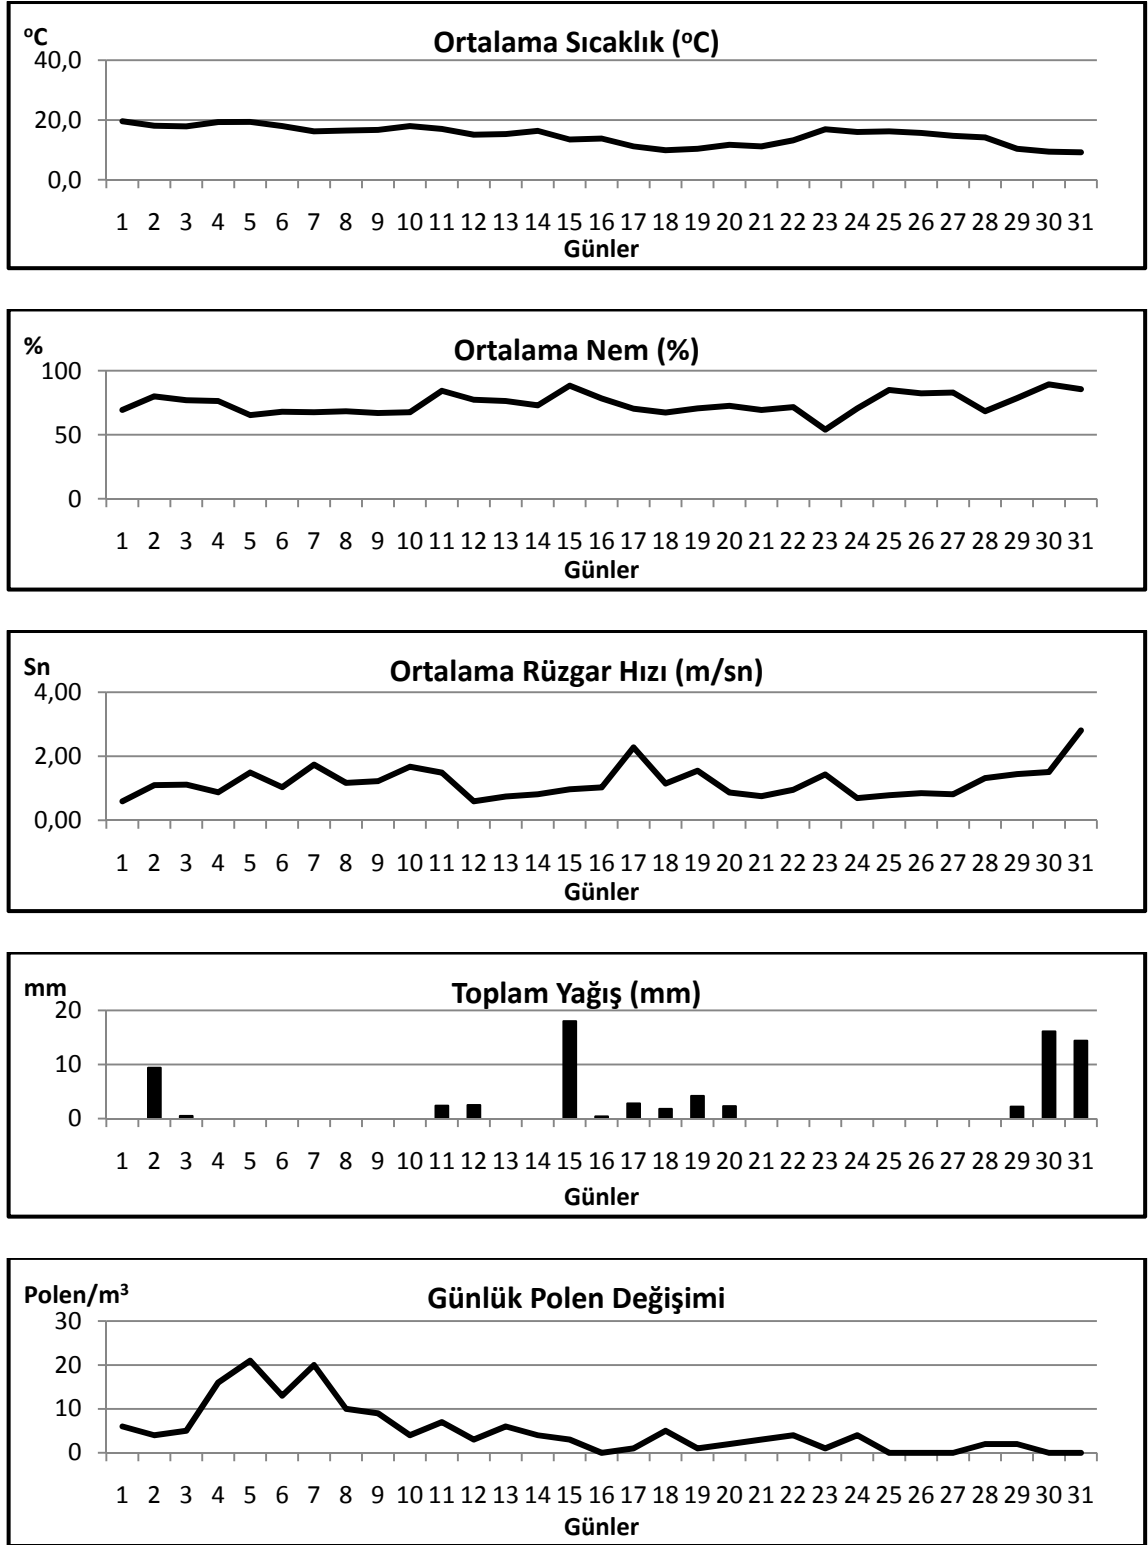 ºC
Ortalama Sıcaklık (ºC)
40,0
20,0
0,0
1 2 3 4 5 6 7 8 9 10 11 12 13 14 15 16 17 18 19 20 21 22 23 24 25 26 27 28 29 30 31
Günler
%
Ortalama Nem (%)
100
50
0
1 2 3 4 5 6 7 8 9 10 11 12 13 14 15 16 17 18 19 20 21 22 23 24 25 26 27 28 29 30 31
Günler
Sn
Ortalama Rüzgar Hızı (m/sn)
4,00
2,00
0,00
1 2 3 4 5 6 7 8 9 10 11 12 13 14 15 16 17 18 19 20 21 22 23 24 25 26 27 28 29 30 31
Günler
mm
Toplam Yağış (mm)
20
10
0
1 2 3 4 5 6 7 8 9 10 11 12 13 14 15 16 17 18 19 20 21 22 23 24 25 26 27 28 29 30 31
Günler
Polen/m³
Günlük Polen Değişimi
30
20
10
0
1 2 3 4 5 6 7 8 9 10 11 12 13 14 15 16 17 18 19 20 21 22 23 24 25 26 27 28 29 30 31
Günler